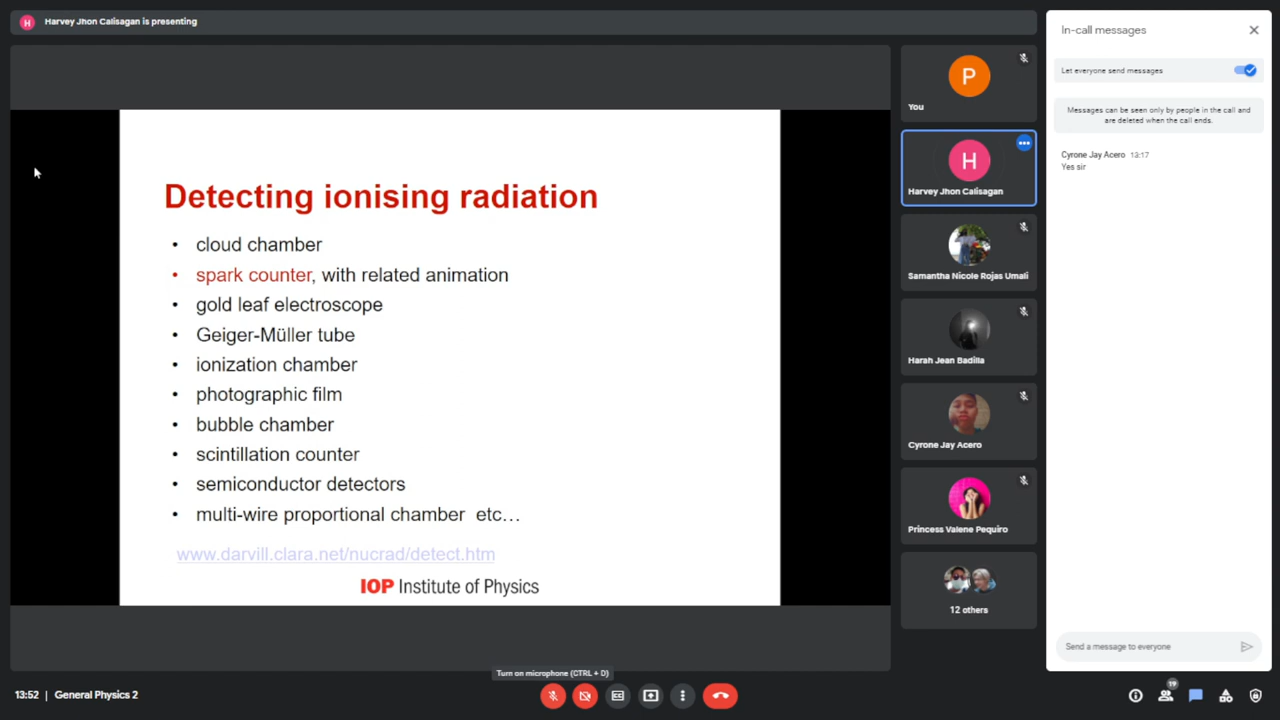 H Harvey Jhon Calisagan is presenting
Detecting ionising radiation
• cloud chamber
• spark counter, with related animation
• gold leaf electroscope
• Geiger-Müller tube
• ionization chamber
• photographic film
• bubble chamber
• scintillation counter
• semiconductor detectors
• multi-wire proportional chamber etc...
www.darvill.clara.net/nucrad/detect.htm
IOP Institute of Physics
P
You
H
Harvey Jhon Calisagan
Samantha Nicole Rojas Umali
Harah Jean Badilla
Cyrone Jay Acero
Princess Valene Pequiro
12 others
In-call messages
Let everyone send messages
Messages can be seen only by people in the call and
are deleted when the call ends.
Cyrone Jay Acero 13:17
Yes sir
Send a message to everyone
Turn on microphone (CTRL + D)
13:52 | General Physics 2
19